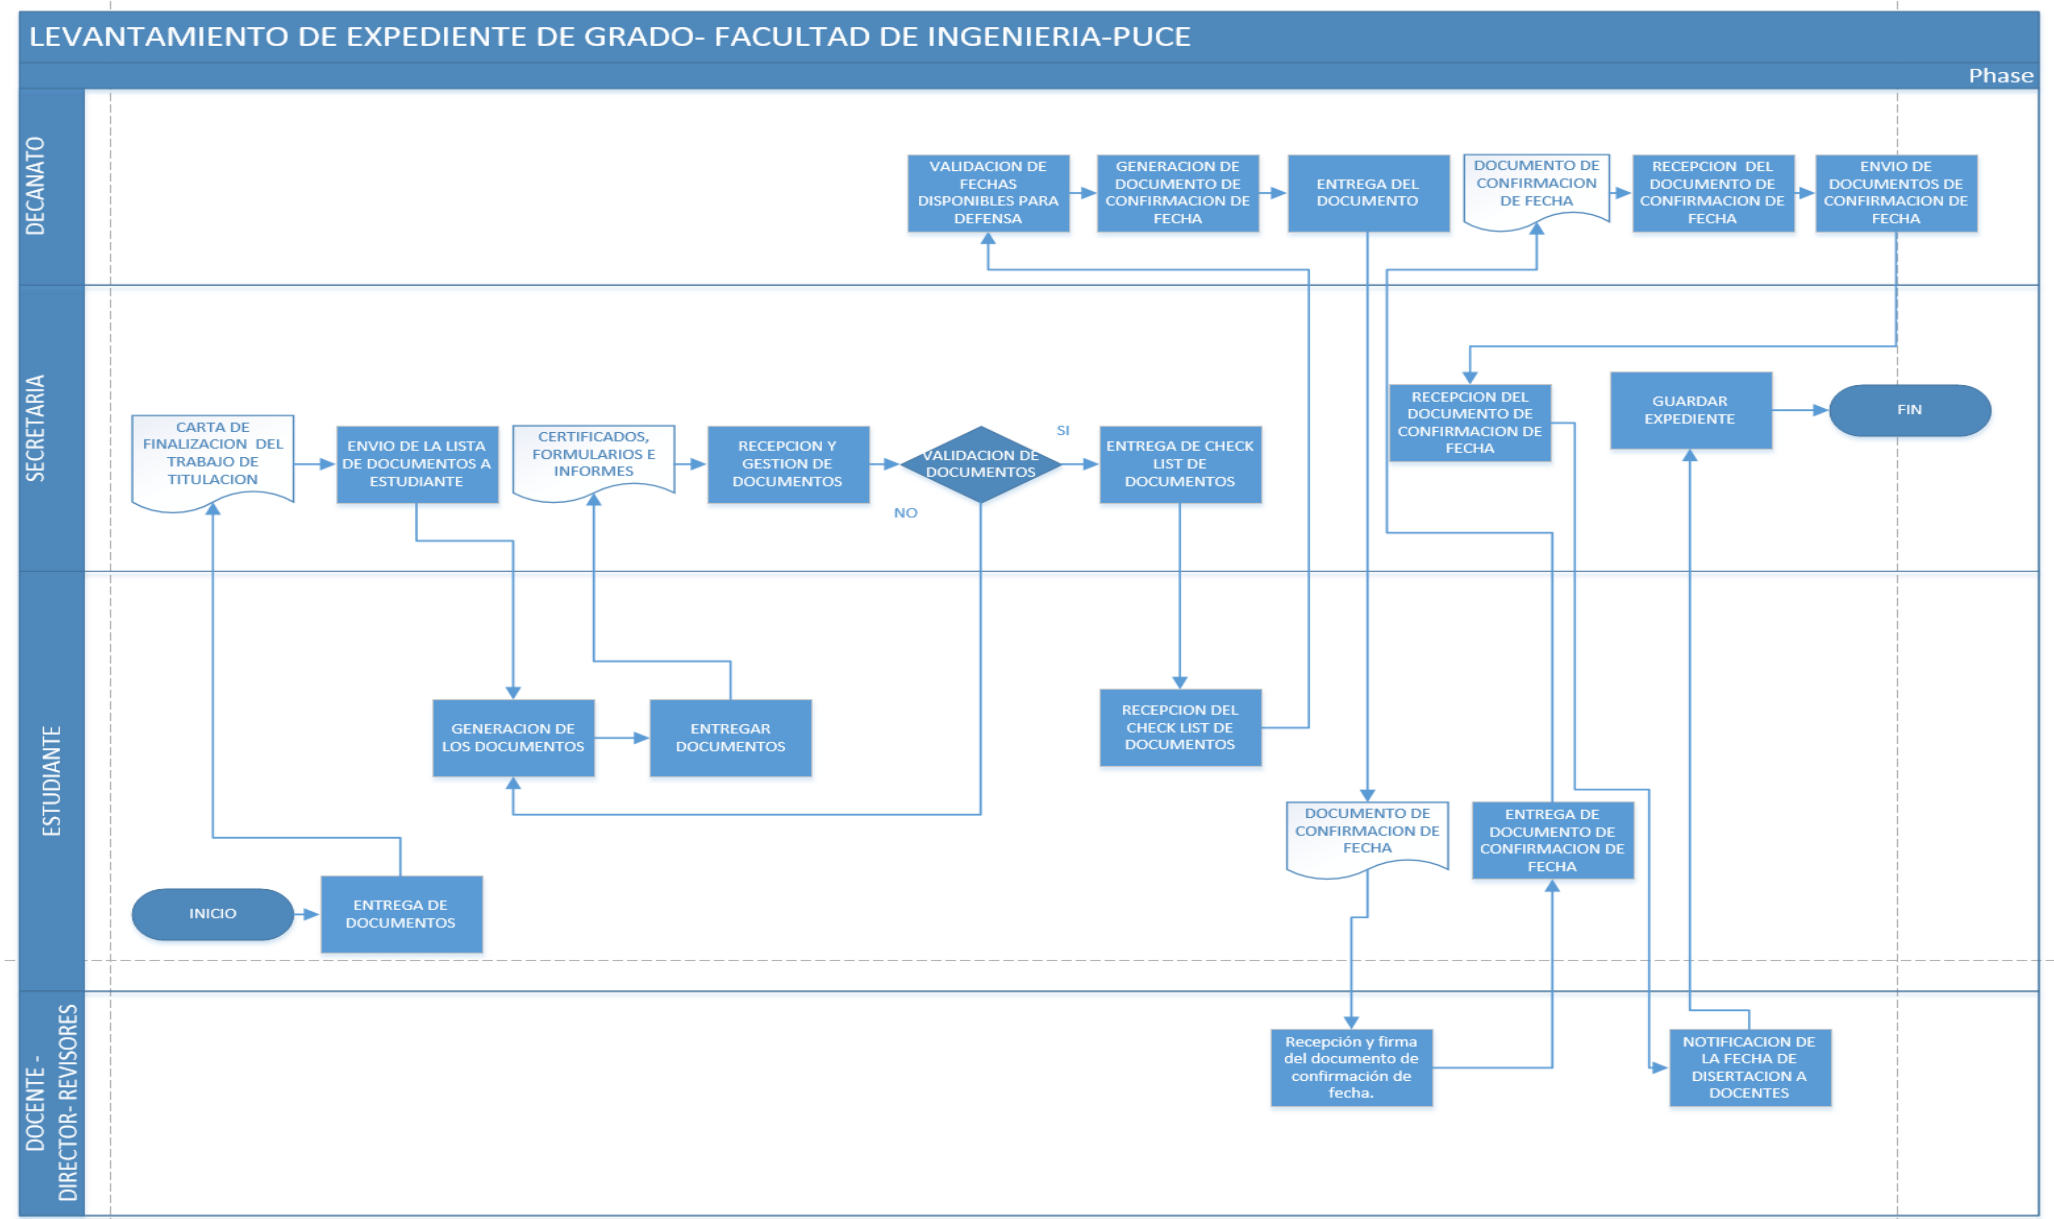 LEVANTAMIENTO DE EXPEDIENTE DE GRADO- FACULTAD DE INGENIERIA-PUCE
Phase
DECANATO
VALIDACION DE
FECHAS
DISPONIBLES PARA
DEFENSA
GENERACION DE
DOCUMENTO DE
CONFIRMACION DE
FECHA
ENTREGA DEL
DOCUMENTO
DOCUMENTO DE
CONFIRMACION
DE FECHA
RECEPCION DEL
DOCUMENTO DE
CONFIRMACION DE
FECHA
ENVIO DE
DOCUMENTOS DE
CONFIRMACION DE
FECHA
SECRETARIA
CARTA DE
FINALIZACION DEL
TRABAJO DE
TITULACION
ENVIO DE LA LISTA
DE DOCUMENTOS A
ESTUDIANTE
CERTIFICADOS,
FORMULARIOS E
INFORMES
RECEPCION Y
GESTION DE
DOCUMENTOS
VALIDACION DE
DOCUMENTOS
SI
NO
ENTREGA DE CHECK
LIST DE
DOCUMENTOS
RECEPCION DEL
DOCUMENTO DE
CONFIRMACION DE
FECHA
GUARDAR
EXPEDIENTE
FIN
ESTUDIANTE
GENERACION DE
LOS DOCUMENTOS
ENTREGAR
DOCUMENTOS
RECEPCION DEL
CHECK LIST DE
DOCUMENTOS
DOCUMENTO DE
CONFIRMACION DE
FECHA
ENTREGA DE
DOCUMENTO DE
CONFIRMACION DE
FECHA
INICIO
ENTREGA DE
DOCUMENTOS
DOCENTE -
DIRECTOR- REVISORES
Recepción y firma
del documento de
confirmación de
fecha.
NOTIFICACION DE
LA FECHA DE
DISERTACION A
DOCENTES